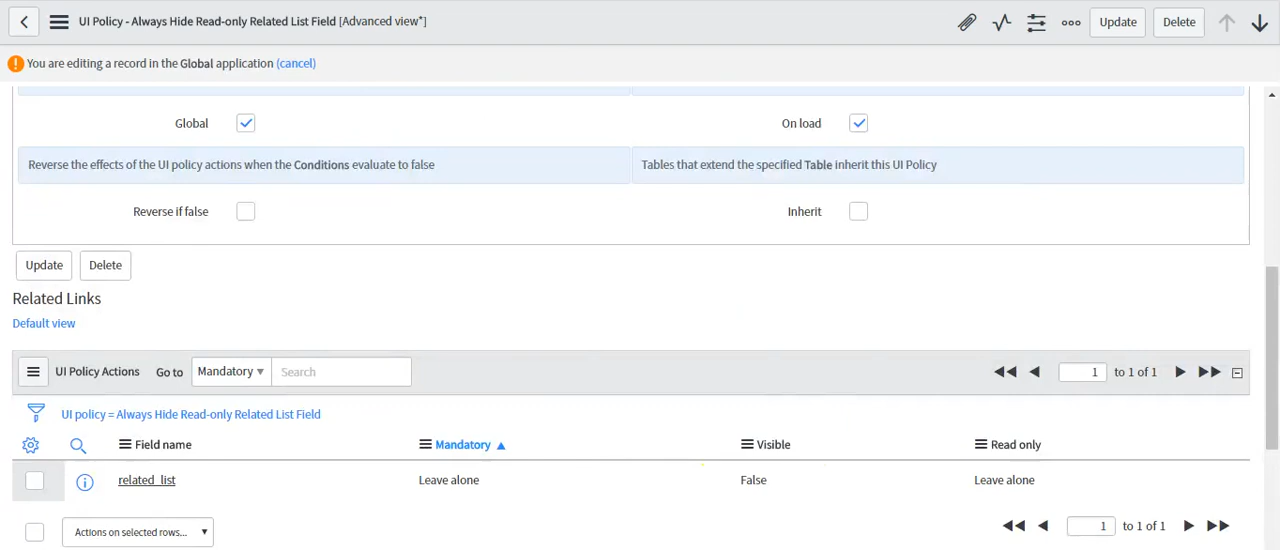 UI Policy - Always Hide Read-only Related List Field [Advanced view*]
Update
Delete
You are editing a record in the Global application (cancel)
Global
On load
Reverse the effects of the UI policy actions when the Conditions evaluate to false
Tables that extend the specified Table inherit this UI Policy
Reverse if false
Inherit
Update
Delete
Related Links
Default view
UI Policy Actions Go to Mandatory Search 1 to 1 of 1
UI policy = Always Hide Read-only Related List Field
Field name Mandatory Visible Read only
related_list Leave alone False Leave alone
Actions on selected rows... 1 to 1 of 1